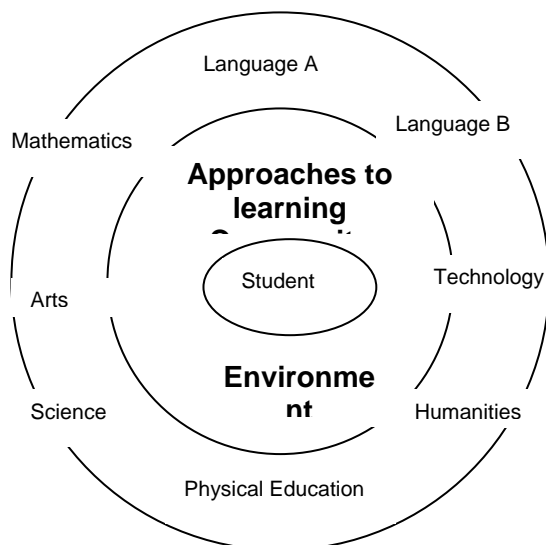 Language A
Language B
Mathematics
Approaches to
learning
Student
Technology
Arts
Environme
nt
Science
Humanities
Physical Education